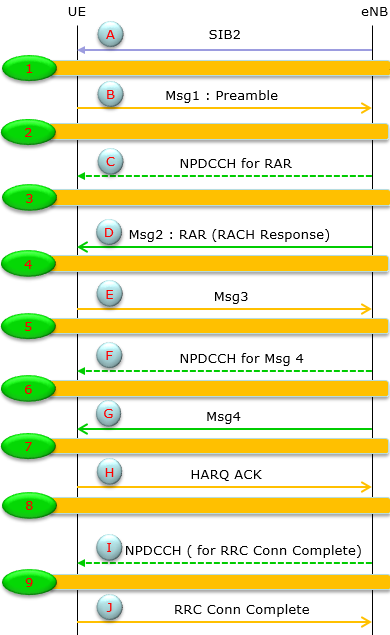 UE eNB
A SIB2
1
B Msg1 : Preamble
2
C NPDCCH for RAR
3
D Msg2 : RAR (RACH Response)
4
E Msg3
5
F NPDCCH for Msg 4
6
G Msg4
7
H HARQ ACK
8
I NPDCCH ( for RRC Conn Complete)
9
J RRC Conn Complete